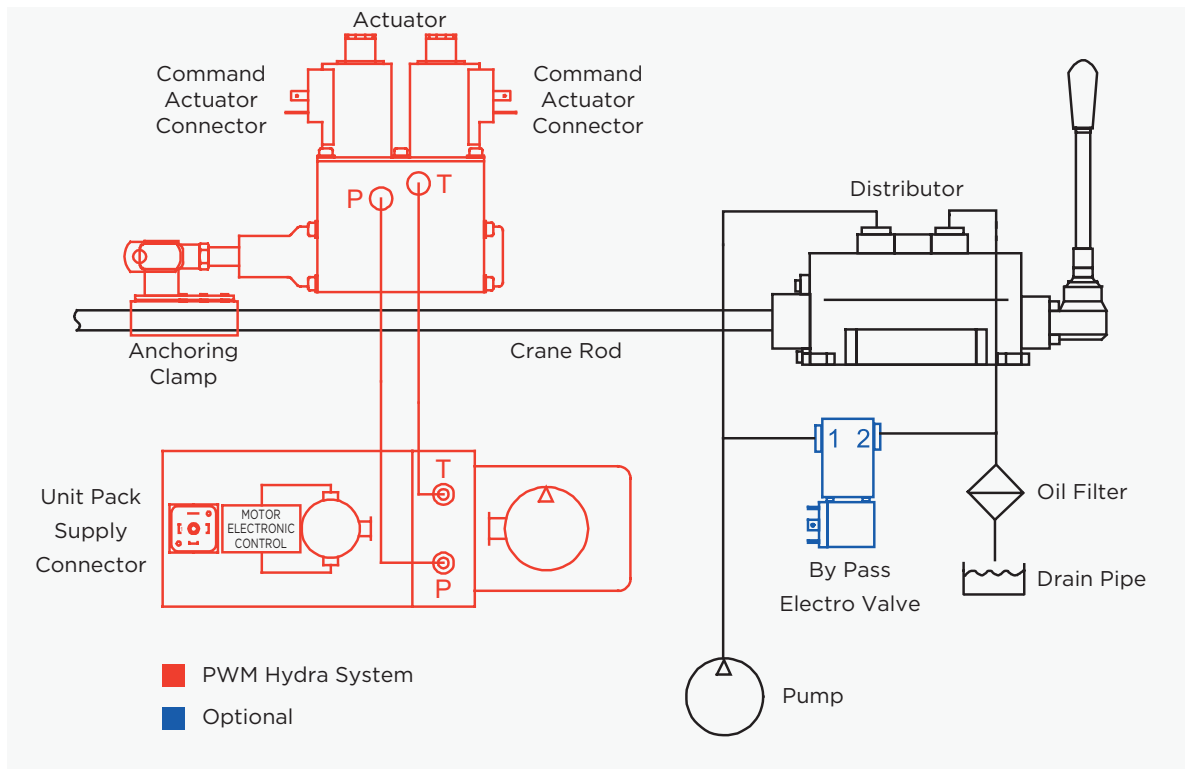 Actuator
Command
Actuator
Connector
Command
Actuator
Connector
P
T
Distributor
Anchoring
Clamp
Crane Rod
Unit Pack
Supply
Connector
MOTOR
ELECTRONIC
CONTROL
T
P
1 2
Oil Filter
By Pass
Electro Valve
Drain Pipe
PWM Hydra System
Optional
Pump